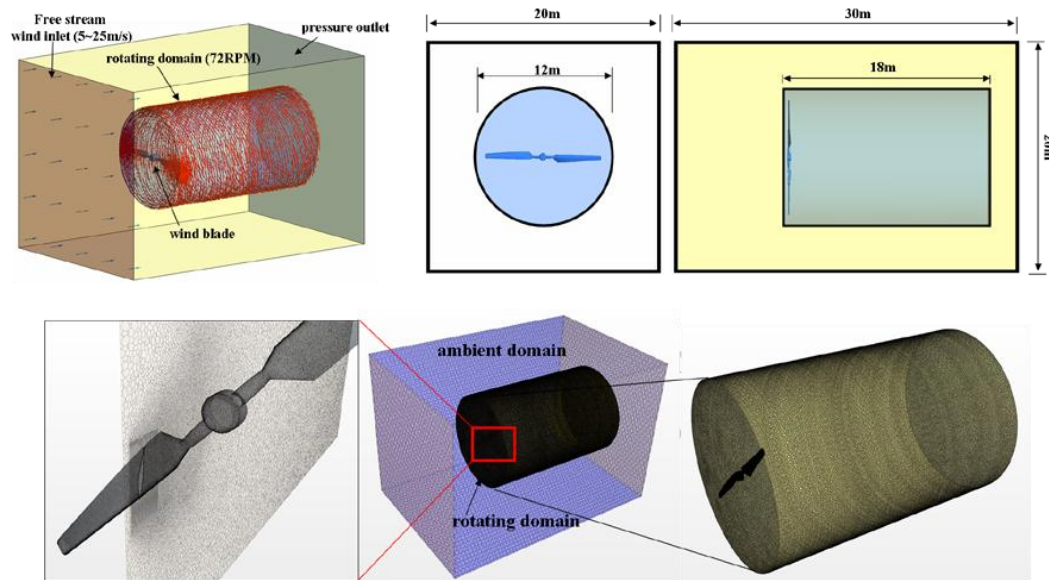 Free stream
wind inlet (5~25m/s)
pressure outlet
rotating domain (72RPM)
wind blade
20m
12m
30m
18m
20m
ambient domain
rotating domain